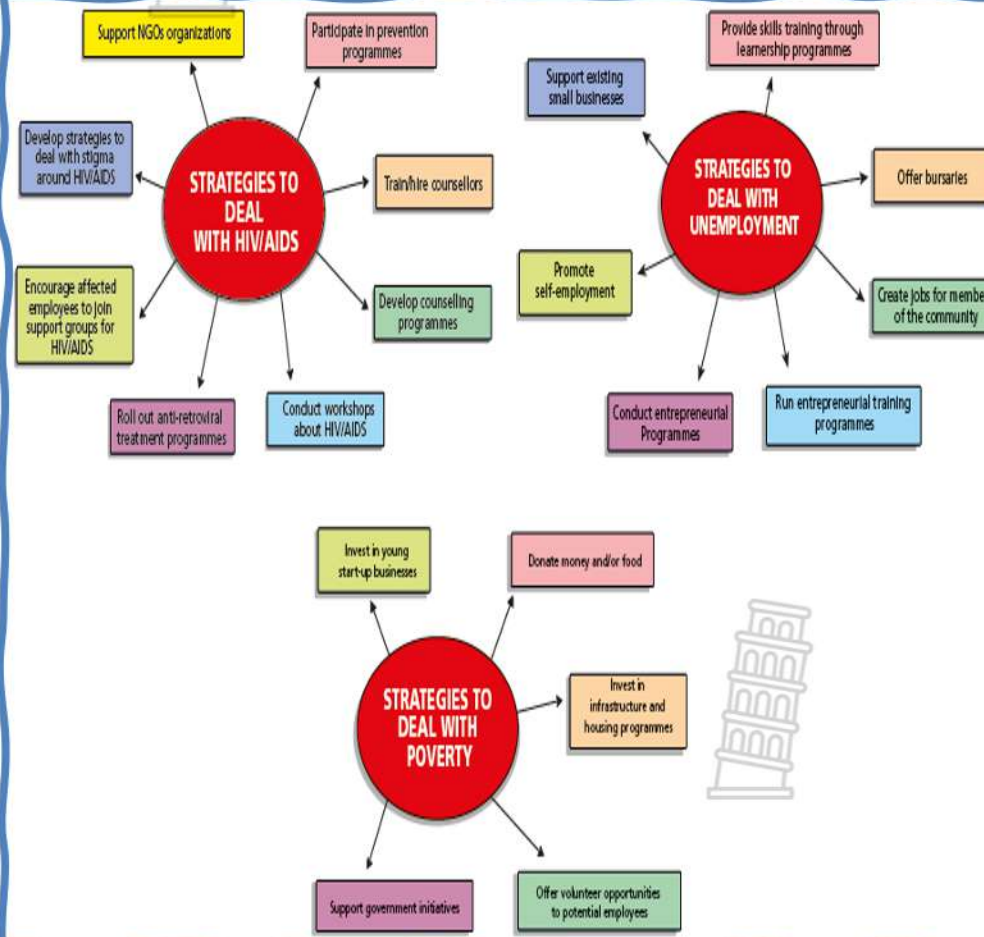 Support NGOs organizations
Participate in prevention
programmes
Develop strategies to
deal with stigma
around HIV/AIDS
STRATEGIES TO
DEAL
WITH HIV/AIDS
Train/hire counsellors
Encourage affected
employees to join
support groups for
HIV/AIDS
Develop counselling
programmes
Roll out anti-retroviral
treatment programmes
Conduct workshops
about HIV/AIDS
Provide skills training through
learnership programmes
Support existing
small businesses
STRATEGIES TO
DEAL WITH
UNEMPLOYMENT
Offer bursaries
Promote
self-employment
Create jobs for membe
of the community
Conduct entrepreneurial
Programmes
Run entrepreneurial training
programmes
Invest in young
start-up businesses
Donate money and/or food
STRATEGIES TO
DEAL WITH
POVERTY
Invest in
infrastructure and
housing programmes
Support government initiatives
Offer volunteer opportunities
to potential employees